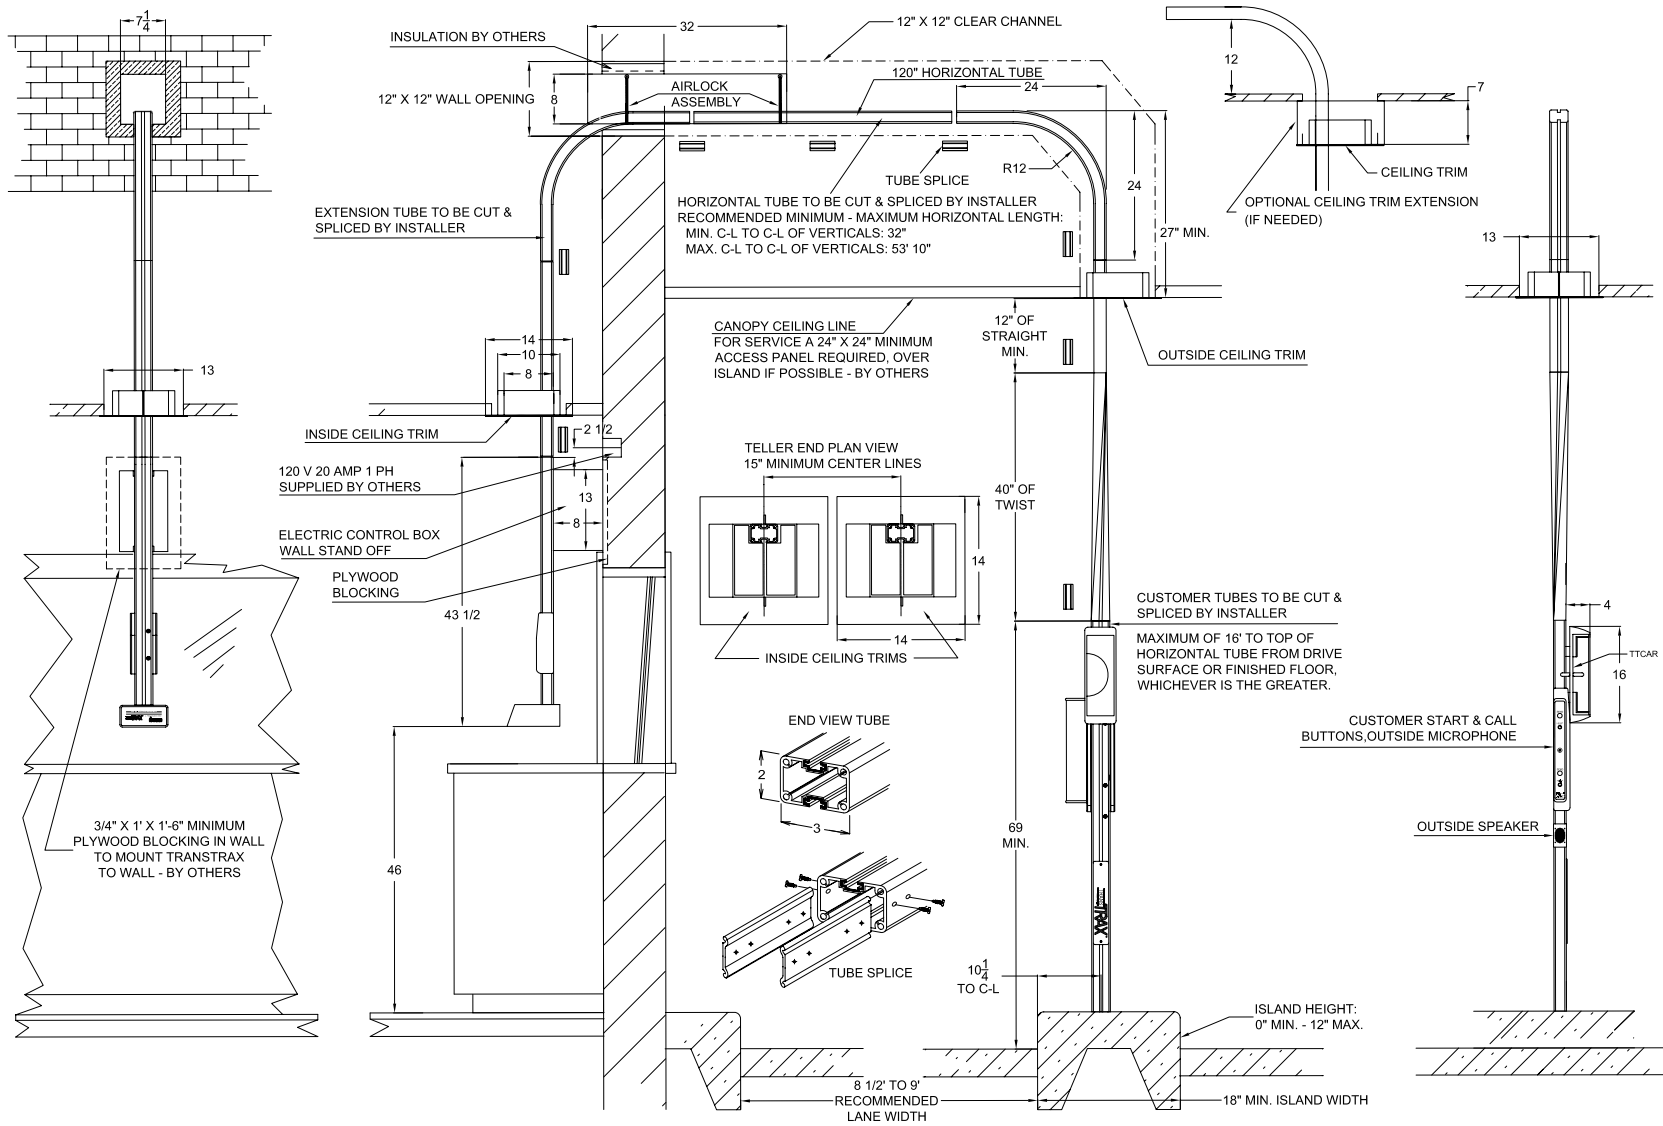 7 1/4
32
12" X 12" CLEAR CHANNEL
INSULATION BY OTHERS
12
7
120" HORIZONTAL TUBE
AIRLOCK
ASSEMBLY
24
12" X 12" WALL OPENING
8
R12
TUBE SPLICE
24
CEILING TRIM
OPTIONAL CEILING TRIM EXTENSION
(IF NEEDED)
HORIZONTAL TUBE TO BE CUT & SPLICED BY INSTALLER
RECOMMENDED MINIMUM - MAXIMUM HORIZONTAL LENGTH:
MIN. C-L TO C-L OF VERTICALS: 32"
MAX. C-L TO C-L OF VERTICALS: 53' 10"
EXTENSION TUBE TO BE CUT &
SPLICED BY INSTALLER
27" MIN.
13
CANOPY CEILING LINE
FOR SERVICE A 24" X 24" MINIMUM
ACCESS PANEL REQUIRED, OVER
ISLAND IF POSSIBLE - BY OTHERS
12" OF
STRAIGHT
MIN.
OUTSIDE CEILING TRIM
14
10
8
13
INSIDE CEILING TRIM
2 1/2
120 V 20 AMP 1 PH
SUPPLIED BY OTHERS
13
8
ELECTRIC CONTROL BOX
WALL STAND OFF
PLYWOOD
BLOCKING
43 1/2
TELLER END PLAN VIEW
15" MINIMUM CENTER LINES
14
14
INSIDE CEILING TRIMS
40" OF
TWIST
CUSTOMER TUBES TO BE CUT &
SPLICED BY INSTALLER
MAXIMUM OF 16' TO TOP OF
HORIZONTAL TUBE FROM DRIVE
SURFACE OR FINISHED FLOOR,
WHICHEVER IS THE GREATER.
4
TTCAR
16
CUSTOMER START & CALL
BUTTONS,OUTSIDE MICROPHONE
END VIEW TUBE
2
3
OUTSIDE SPEAKER
3/4" X 1' X 1'-6" MINIMUM
PLYWOOD BLOCKING IN WALL
TO MOUNT TRANSTRAX
TO WALL - BY OTHERS
46
69
MIN.
TRAX
TUBE SPLICE
10 1/4
TO C-L
ISLAND HEIGHT:
0" MIN. - 12" MAX.
8 1/2' TO 9'
RECOMMENDED
LANE WIDTH
18" MIN. ISLAND WIDTH